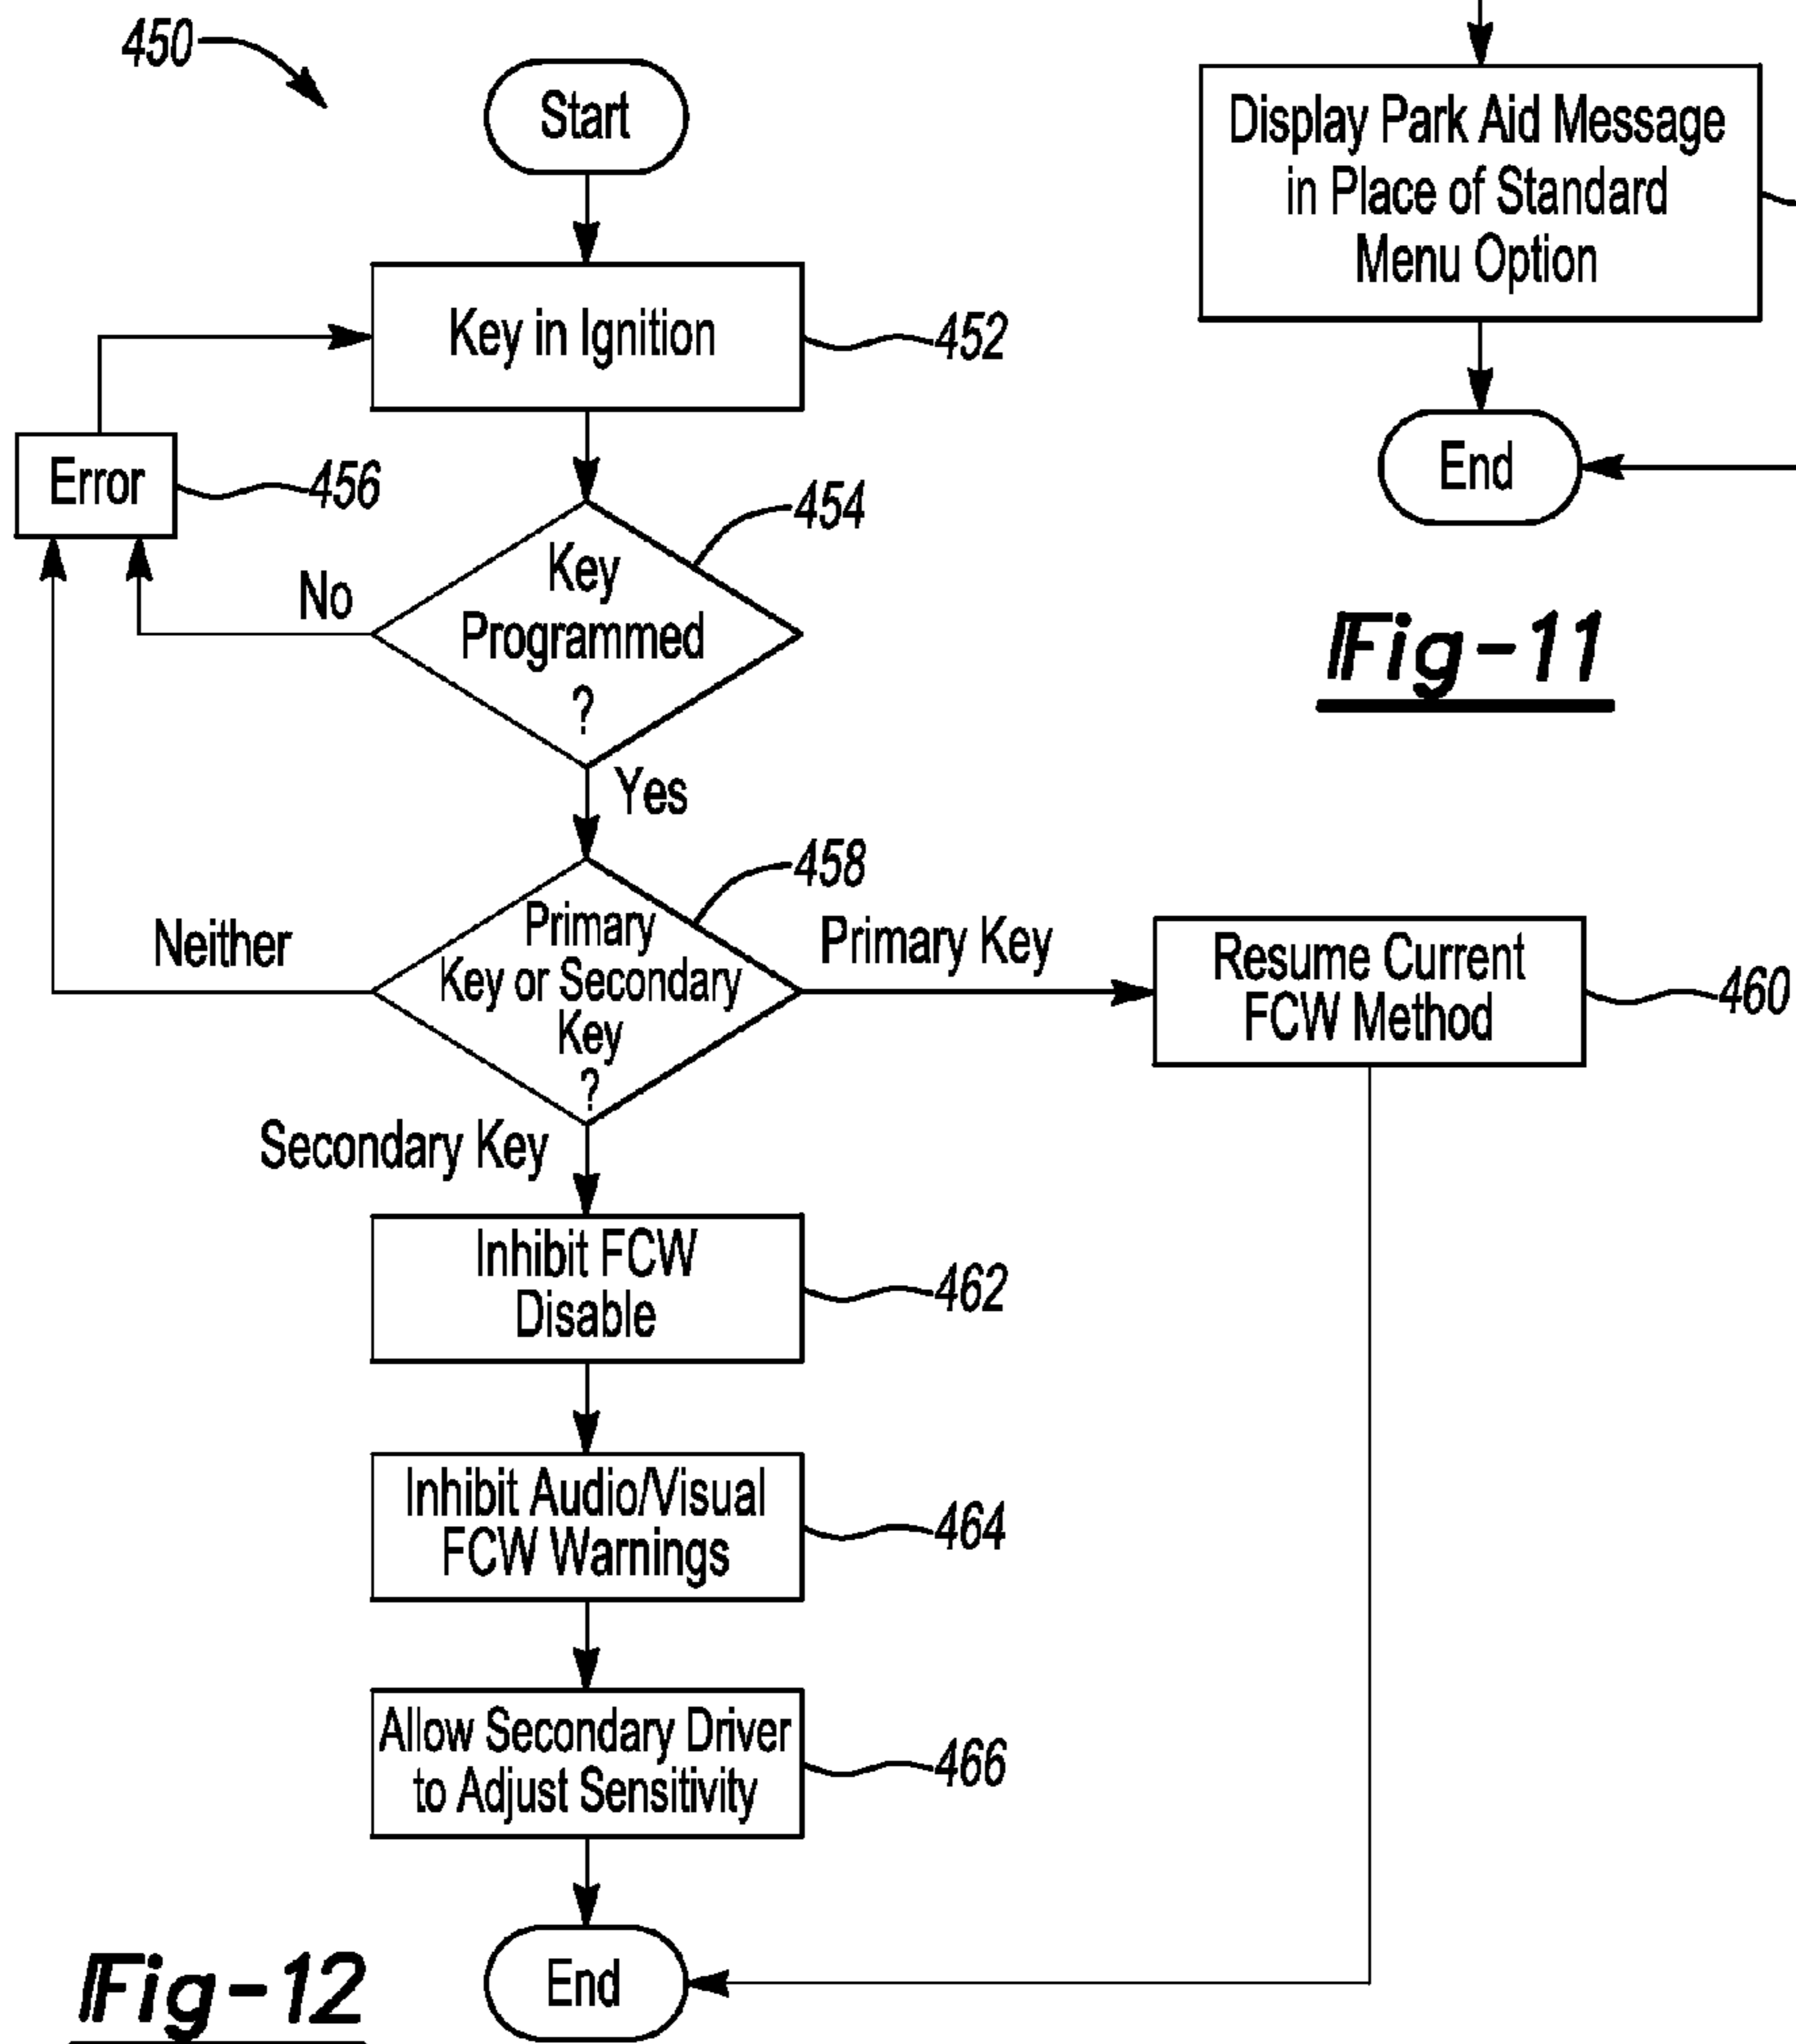 450
Start
Key in Ignition
452
Error
456
454
Key
Programmed
?
No
Yes
458
Primary
Key or Secondary
Key
?
Neither
Primary Key
Resume Current
FCW Method
460
Secondary Key
Inhibit FCW
Disable
462
Inhibit Audio/Visual
FCW Warnings
464
Allow Secondary Driver
to Adjust Sensitivity
466
End
Fig-12
Display Park Aid Message
in Place of Standard
Menu Option
End
Fig-11